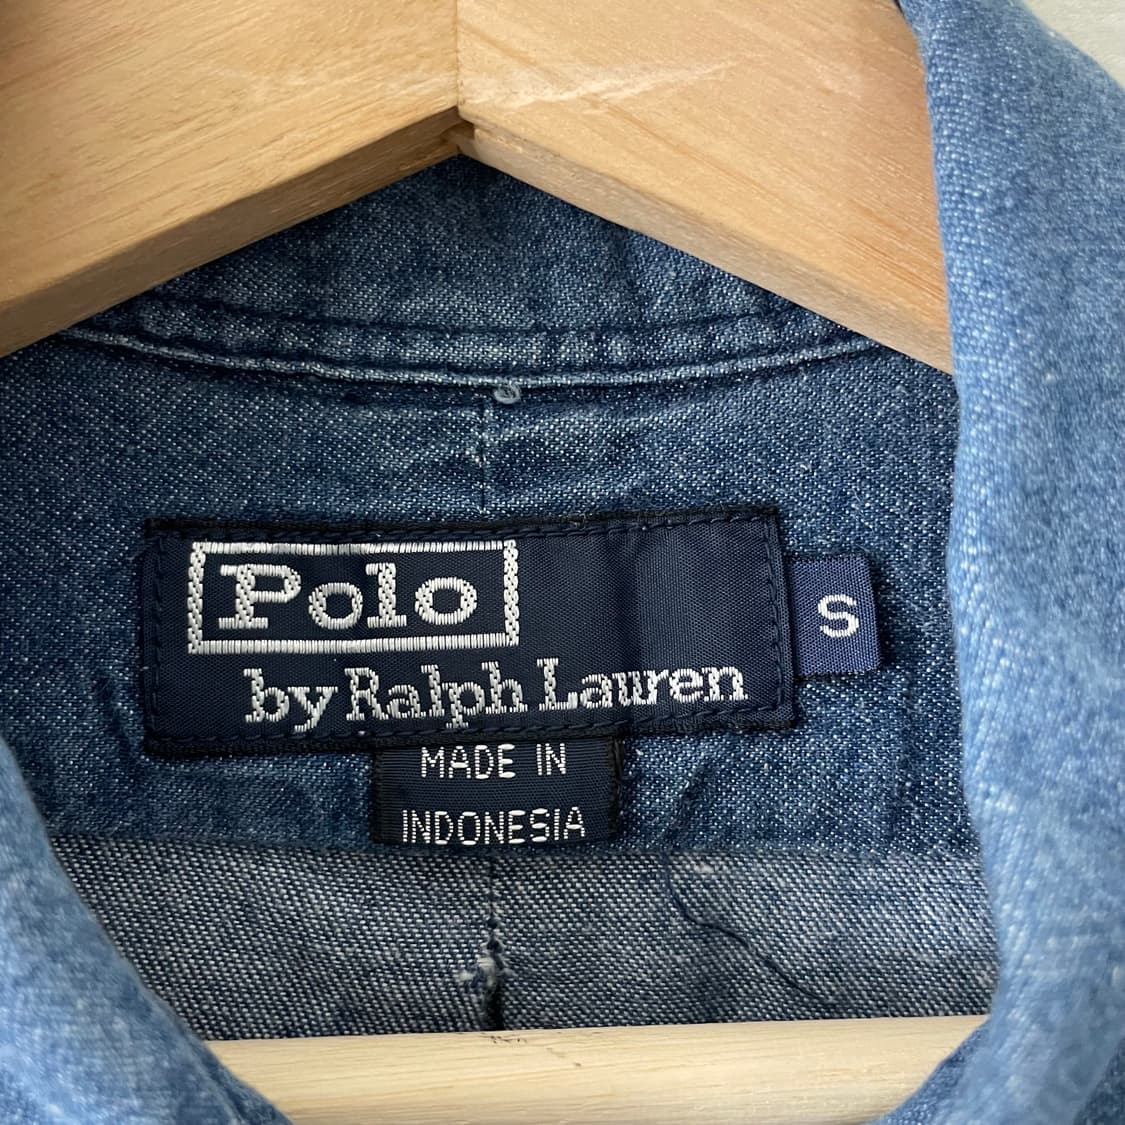 Polo
by Ralph Lauren
S
MADE IN
INDONESIA